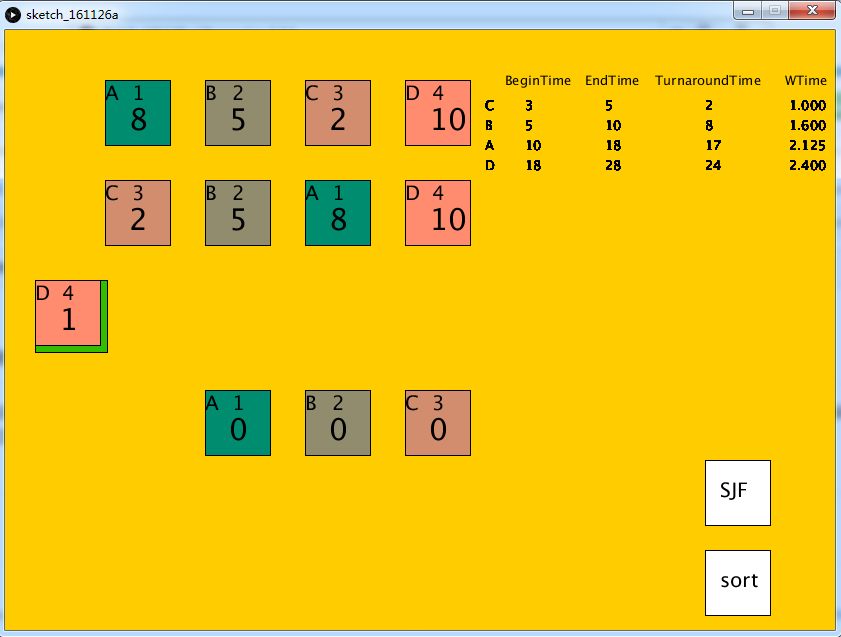 sketch_161126a
BeginTime EndTime TurnaroundTime WTime
A 1 B 2 C 3 D 4
8 5 2 10
C 3 5 2 1.000
B 5 10 8 1.600
A 10 18 17 2.125
D 18 28 24 2.400
C 3 B 2 A 1 D 4
2 5 8 10
D 4
1
A 1 B 2 C 3
0 0 0
SJF
sort